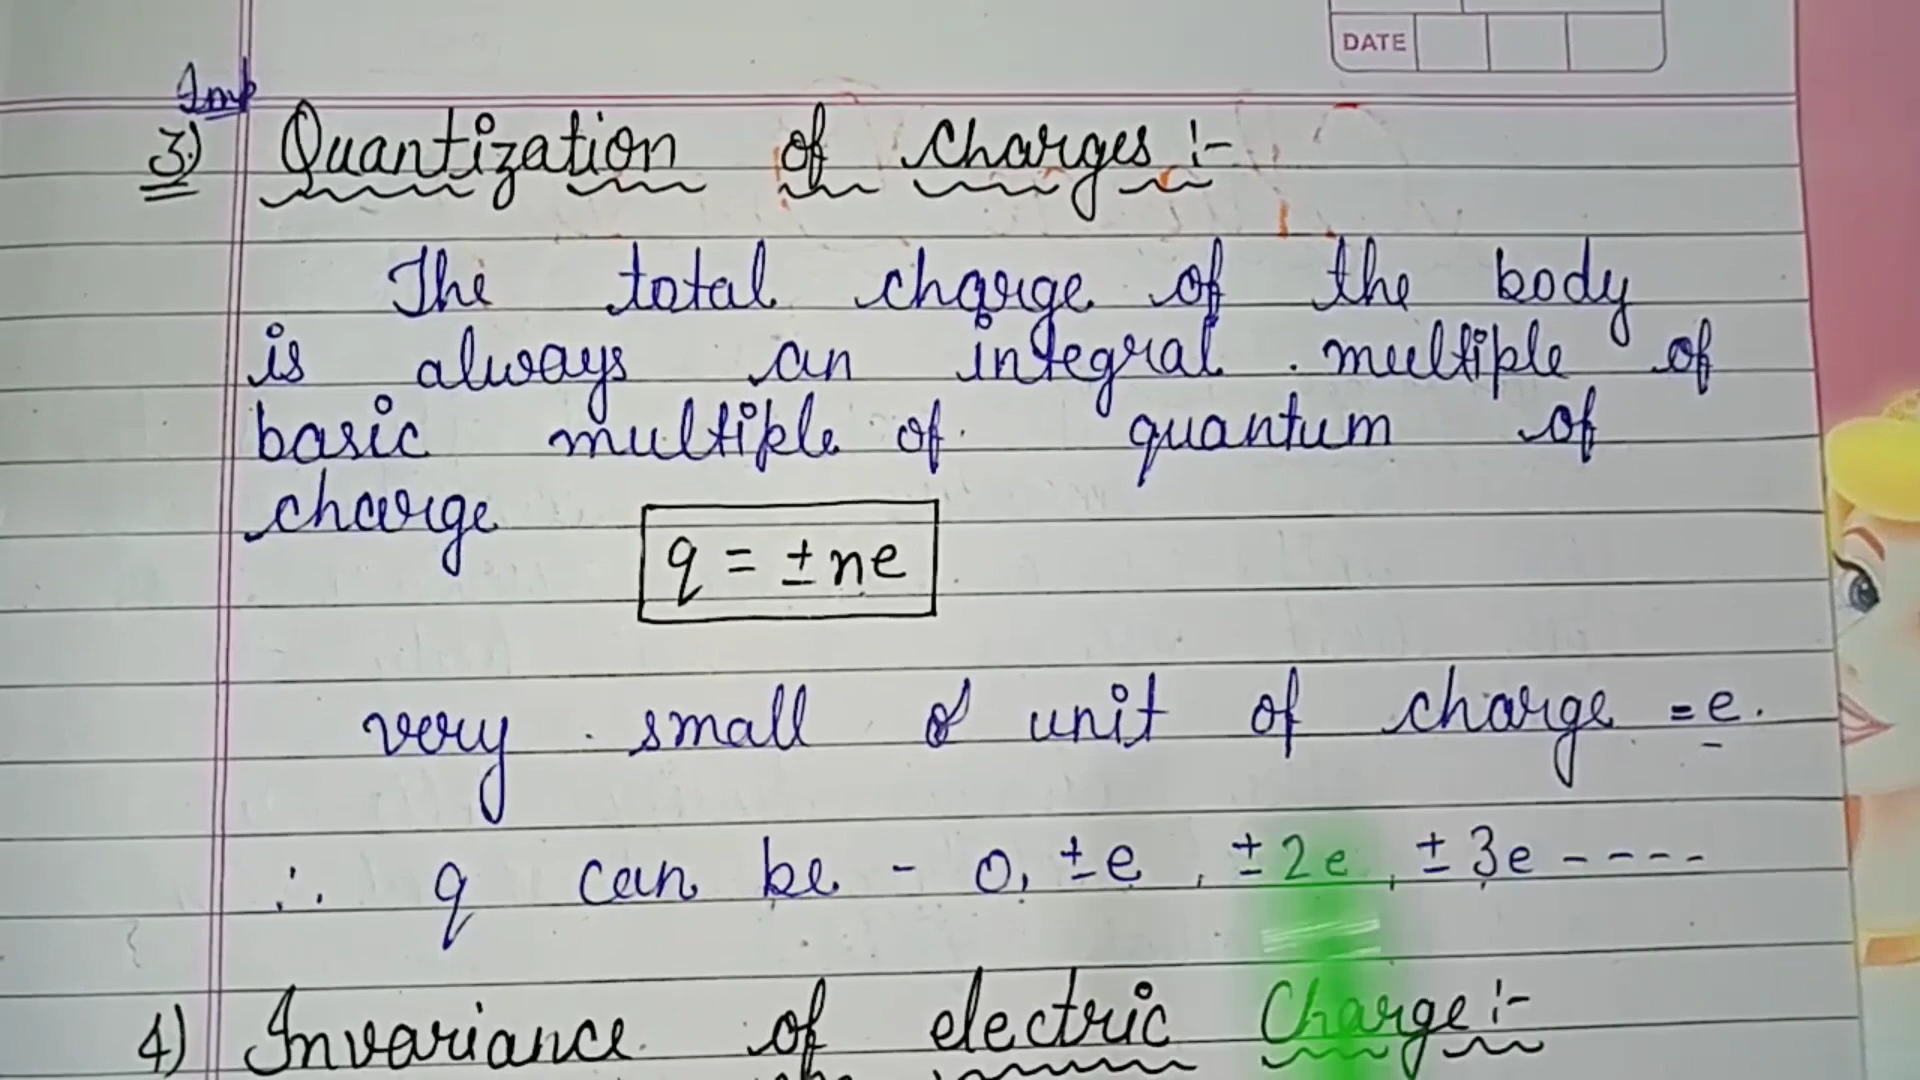 DATE
Imp
3) Quantization of charges :-
The total charge of the body
is always an integral multiple of
basic multiple of quantum of
charge
q = ±ne
very small unit of charge = e.
∴ q can be - 0, ±e, ±2e, ±3e ----
4) Invariance of electric Charge :-